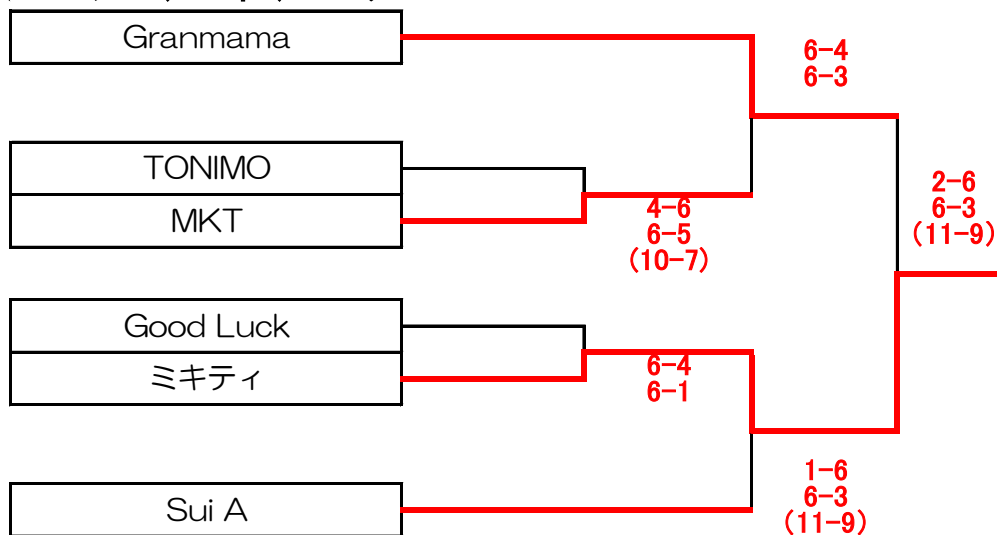 Granmama
6-4
6-3
TONIMO
MKT
4-6
6-5
(10-7)
2-6
6-3
(11-9)
Good Luck
ミキティ
6-4
6-1
Sui A
1-6
6-3
(11-9)